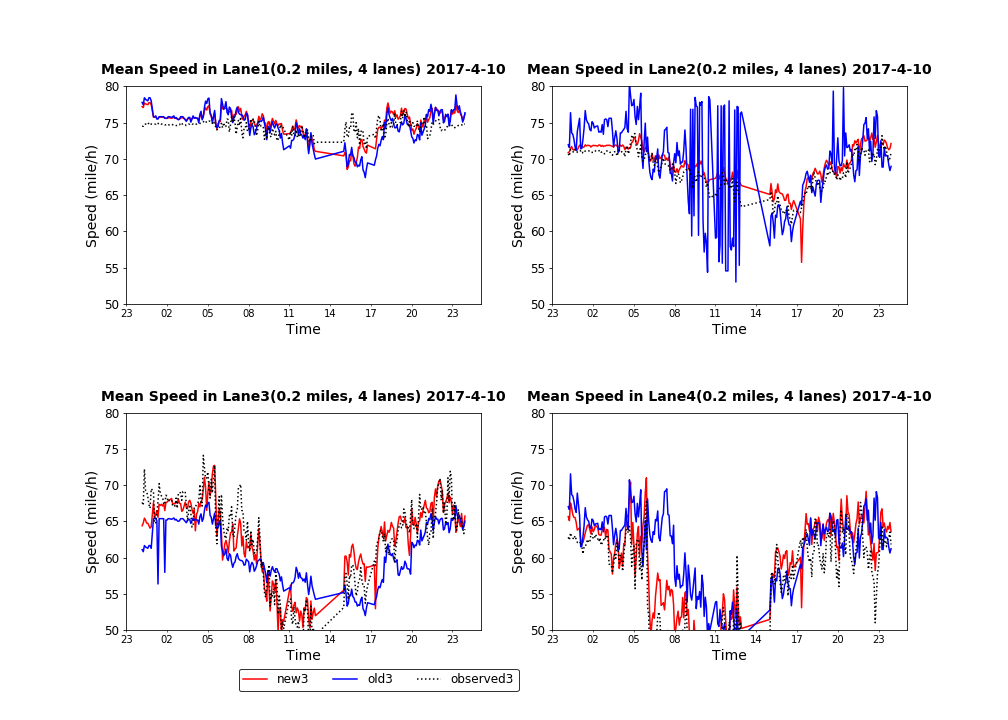 Mean Speed in Lane1(0.2 miles, 4 lanes) 2017-4-10
80
75
70
65
60
55
50
Speed (mile/h)
23 02 05 08 11 14 17 20 23
Time
Mean Speed in Lane2(0.2 miles, 4 lanes) 2017-4-10
80
75
70
65
60
55
50
Speed (mile/h)
23 02 05 08 11 14 17 20 23
Time
Mean Speed in Lane3(0.2 miles, 4 lanes) 2017-4-10
80
75
70
65
60
55
50
Speed (mile/h)
23 02 05 08 11 14 17 20 23
Time
Mean Speed in Lane4(0.2 miles, 4 lanes) 2017-4-10
80
75
70
65
60
55
50
Speed (mile/h)
23 02 05 08 11 14 17 20 23
Time
new3 old3 observed3